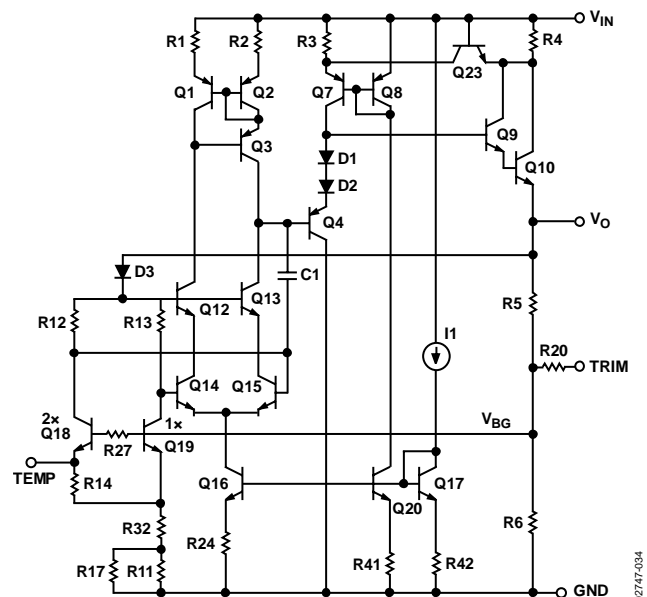 R1
R2
R3
V_IN
R4
Q23
Q1
Q2
Q7
Q8
Q3
Q9
D1
Q10
D2
Q4
V_O
D3
C1
Q12
Q13
R5
R12
R13
I1
R20
TRIM
Q14
Q15
2×
1×
V_BG
Q18
R27
Q19
TEMP
R14
Q16
Q20
Q17
R6
R32
R24
R17
R11
R41
R42
GND
02747-034